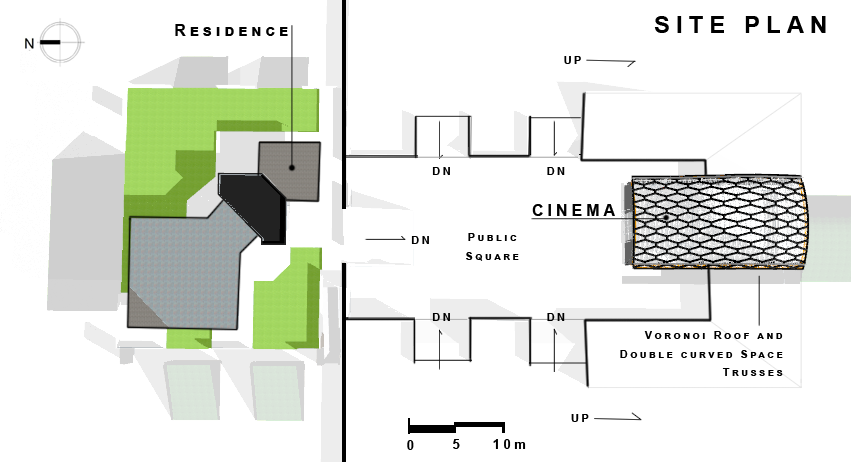 SITE PLAN
N
RESIDENCE
UP
DN
DN
CINEMA
DN
PUBLIC
SQUARE
DN
DN
VORONOI ROOF AND
DOUBLE CURVED SPACE
TRUSSES
UP
0 5 10m